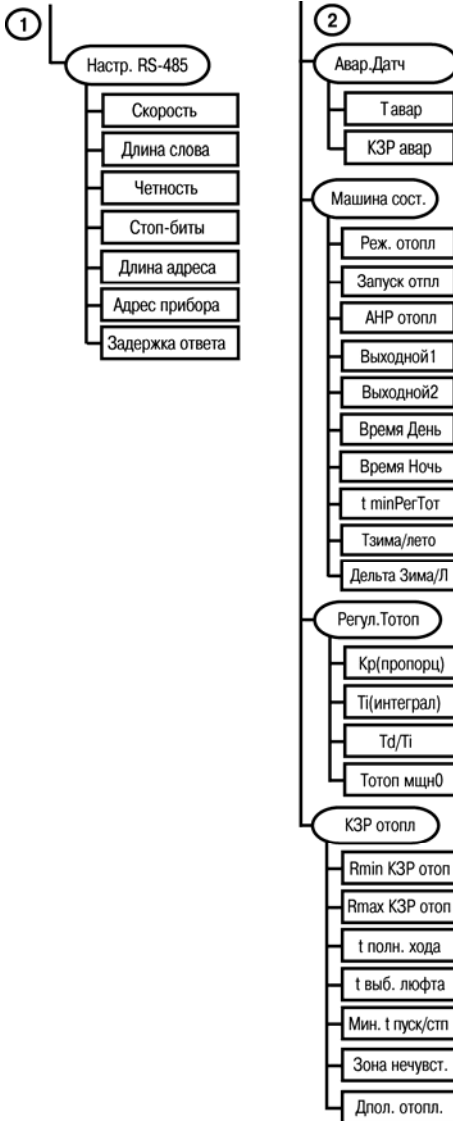 1
Настр. RS-485
Скорость
Длина слова
Четность
Стоп-биты
Длина адреса
Адрес прибора
Задержка ответа
2
Авар.Датч
Тавар
КЗР авар
Машина сост.
Реж. отопл
Запуск отпл
АНР отопл
Выходной1
Выходной2
Время День
Время Ночь
t minРегТот
Тзима/лето
Дельта Зима/Л
Регул.Тотоп
Кр(пропорц)
Ti(интеграл)
Td/Ti
Тотоп мщн0
КЗР отопл
Rmin КЗР отоп
Rmax КЗР отоп
t полн. хода
t выб. люфта
Мин. t пуск/стп
Зона нечувст.
Дпол. отопл.